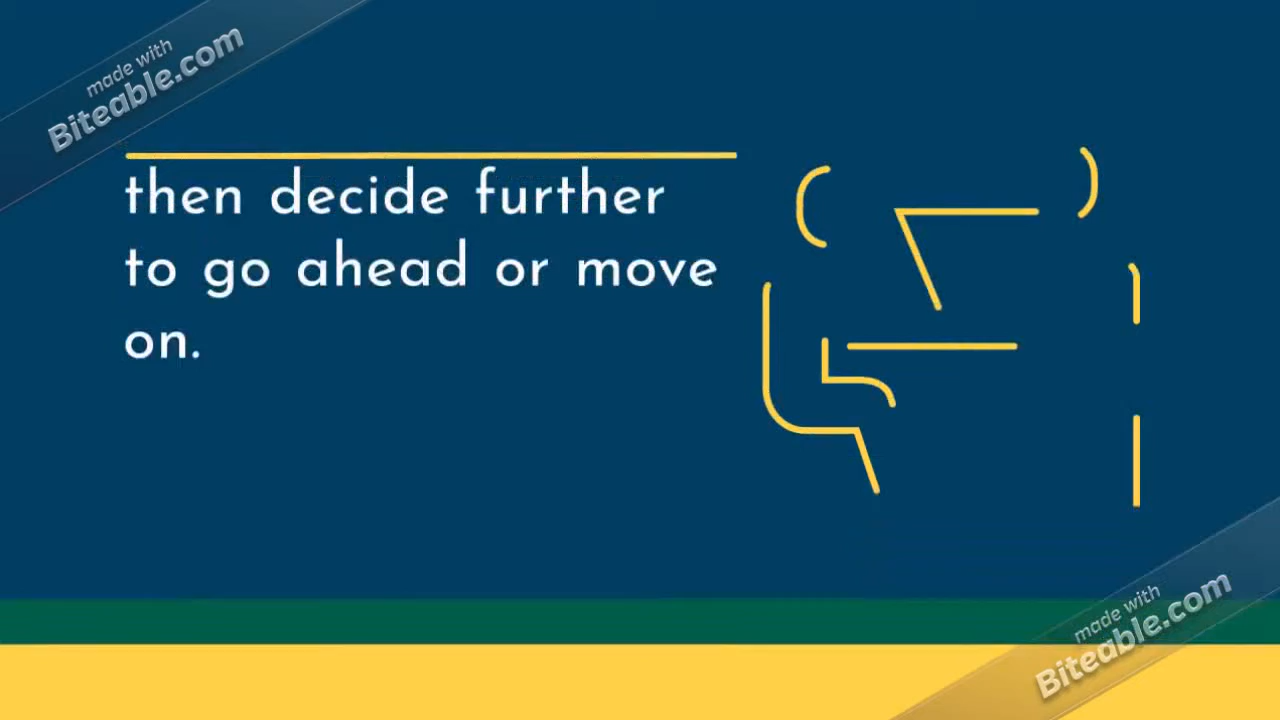 made with
Biteable.com
then decide further
to go ahead or move
on.
made with
Biteable.com